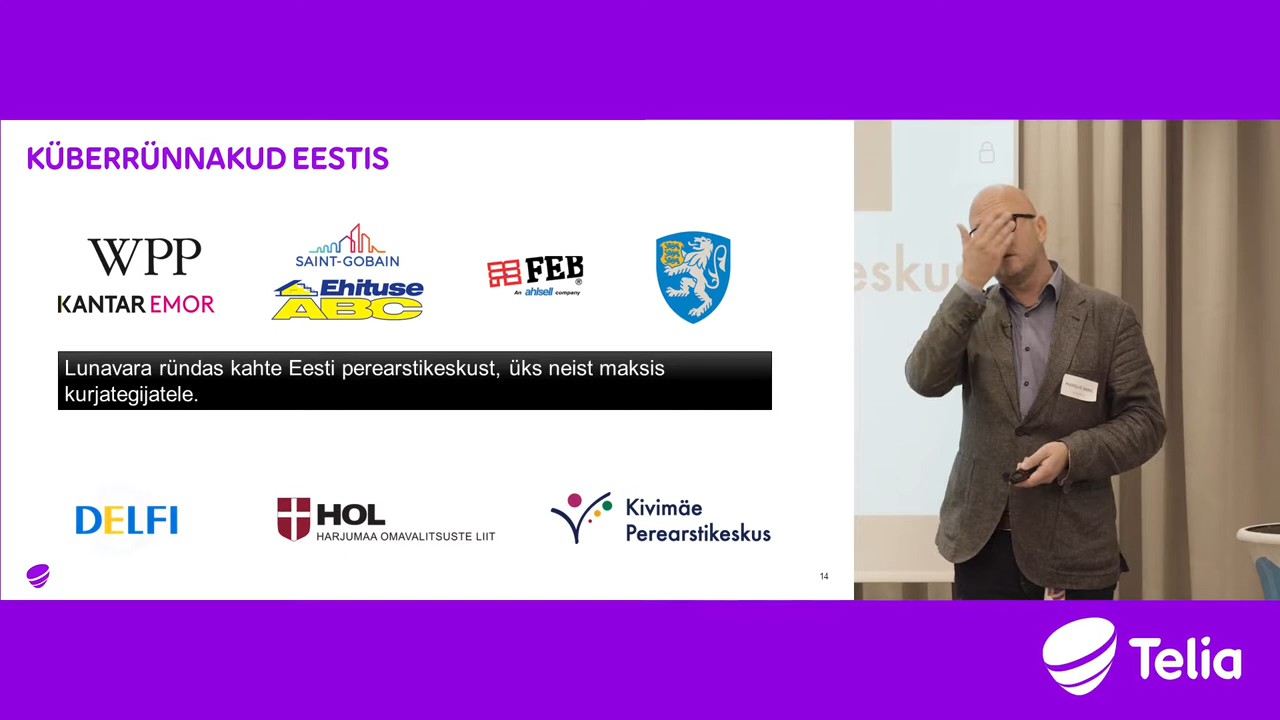 KÜBERRÜNNAKUD EESTIS
WPP
KANTAR EMOR
SAINT-GOBAIN
Ehituse
ABC
FEB
®
An ahlsell company
Lunavara ründas kahte Eesti perearstikeskust, üks neist maksis
kurjategijatele.
DELFI
HOL
HARJUMAA OMAVALITSUSTE LIIT
Kivimäe
Perearstikeskus
14
eskus
Telia